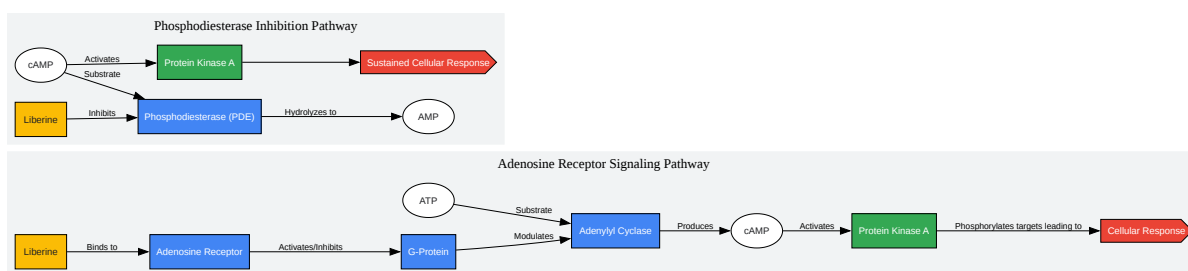 Phosphodiesterase Inhibition Pathway
cAMP
Activates
Protein Kinase A
Sustained Cellular Response
Substrate
Liberine
Inhibits
Phosphodiesterase (PDE)
Hydrolyzes to
AMP
Adenosine Receptor Signaling Pathway
ATP
Substrate
Liberine
Binds to
Adenosine Receptor
Activates/Inhibits
G-Protein
Modulates
Adenylyl Cyclase
Produces
cAMP
Activates
Protein Kinase A
Phosphorylates targets leading to
Cellular Response